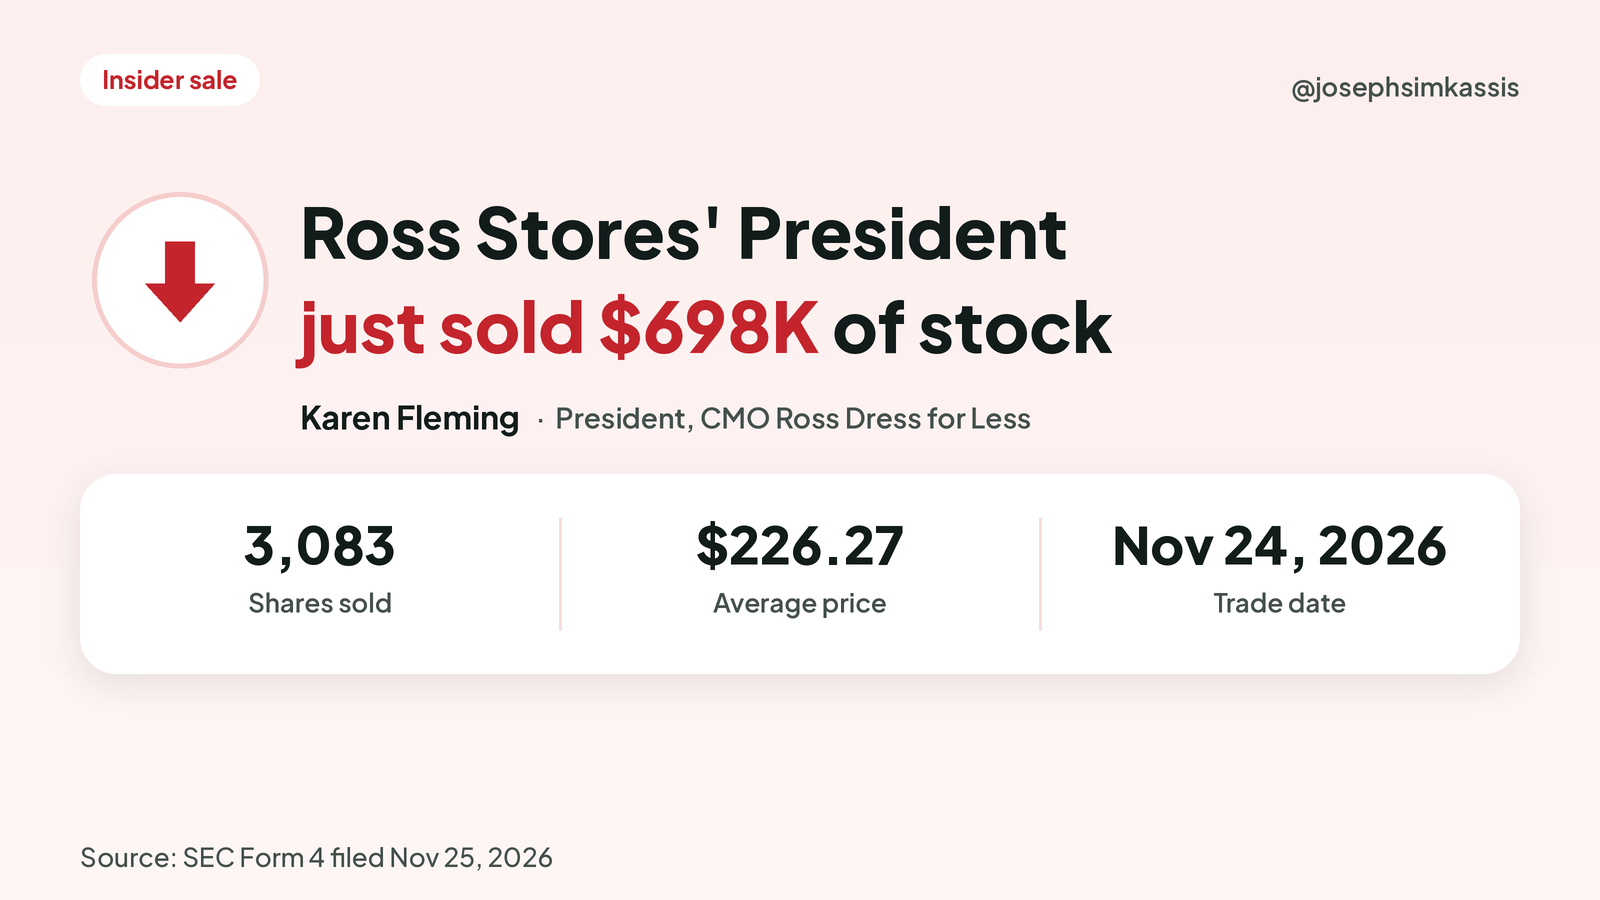 Insider sale
@josephsimkassis
Ross Stores' President
just sold $698K of stock
Karen Fleming · President, CMO Ross Dress for Less
3,083
Shares sold
$226.27
Average price
Nov 24, 2026
Trade date
Source: SEC Form 4 filed Nov 25, 2026